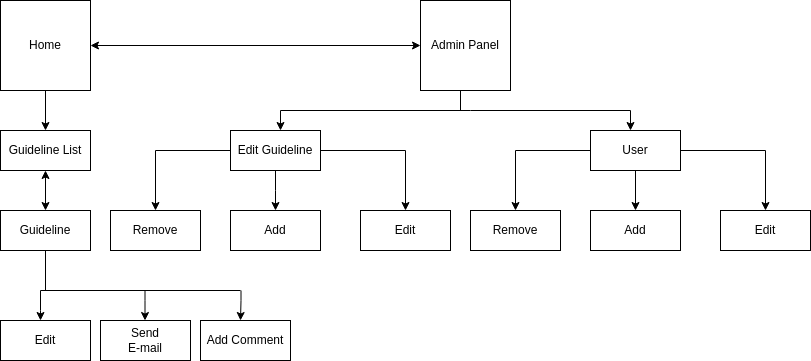 Home
Admin Panel
Guideline List
Edit Guideline
User
Guideline
Remove
Add
Edit
Remove
Add
Edit
Edit
Send
E-mail
Add Comment